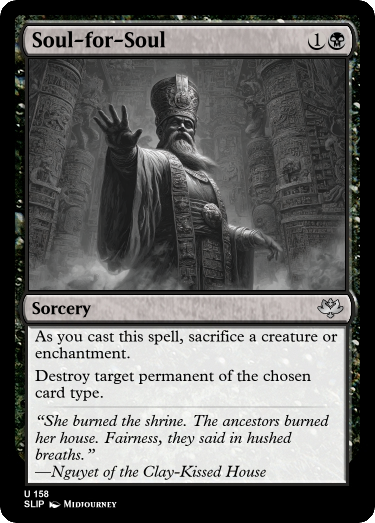 Soul-for-Soul 1
Sorcery
As you cast this spell, sacrifice a creature or
enchantment.
Destroy target permanent of the chosen
card type.
“She burned the shrine. The ancestors burned
her house. Fairness, they said in hushed
breaths.”
—Nguyet of the Clay-Kissed House
U 158
SLIP Midjourney